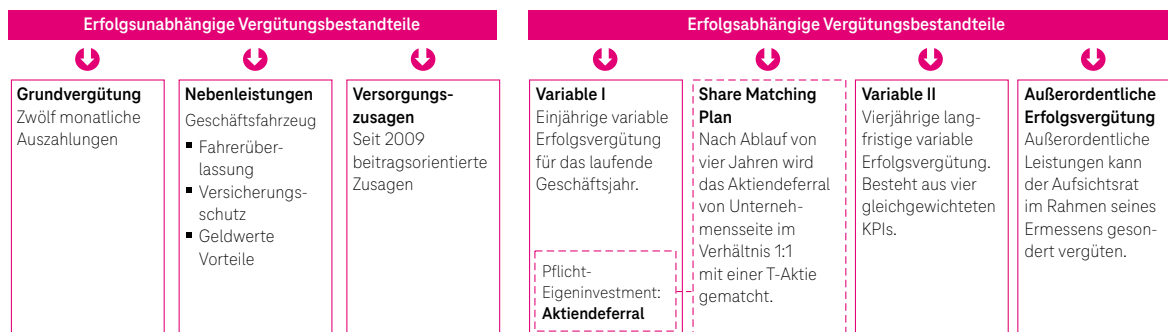 Erfolgsunabhängige Vergütungsbestandteile
Grundvergütung
Zwölf monatliche
Auszahlungen
Nebenleistungen
Geschäftsfahrzeug
▪ Fahrerüber-
lassung
▪ Versicherungs-
schutz
▪ Geldwerte
Vorteile
Versorgungs-
zusagen
Seit 2009
beitragsorientierte
Zusagen
Erfolgsabhängige Vergütungsbestandteile
Variable I
Einjährige variable
Erfolgsvergütung
für das laufende
Geschäftsjahr.
Pflicht-
Eigeninvestment:
Aktiendeferral
Share Matching
Plan
Nach Ablauf von
vier Jahren wird
das Aktiendeferral
von Unterneh-
mensseite im
Verhältnis 1:1
mit einer T-Aktie
gematcht.
Variable II
Vierjährige lang-
fristige variable
Erfolgsvergütung.
Besteht aus vier
gleichgewichteten
KPIs.
Außerordentliche
Erfolgsvergütung
Außerordentliche
Leistungen kann
der Aufsichtsrat
im Rahmen seines
Ermessens geson-
dert vergüten.